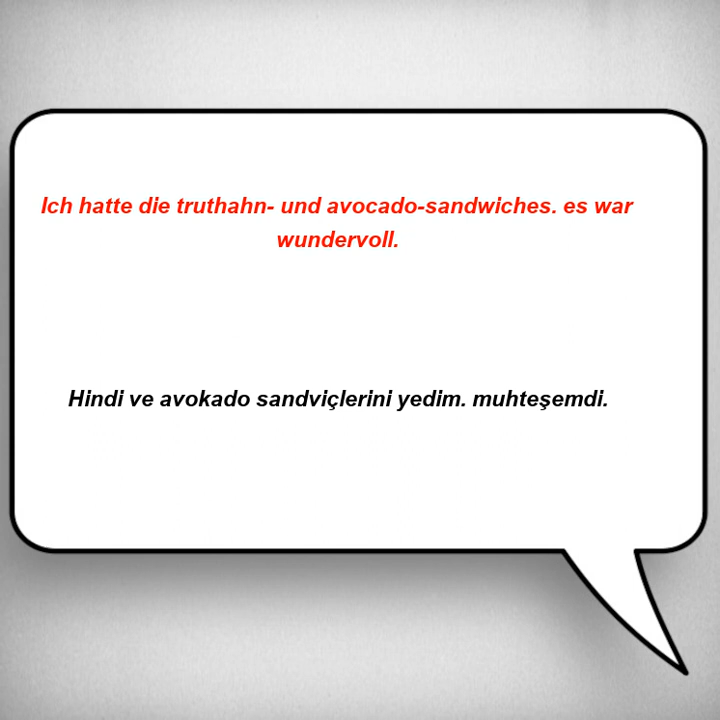 Ich hatte die truthahn- und avocado-sandwiches. es war
wundervoll.
Hindi ve avokado sandviçlerini yedim. muhteşemdi.